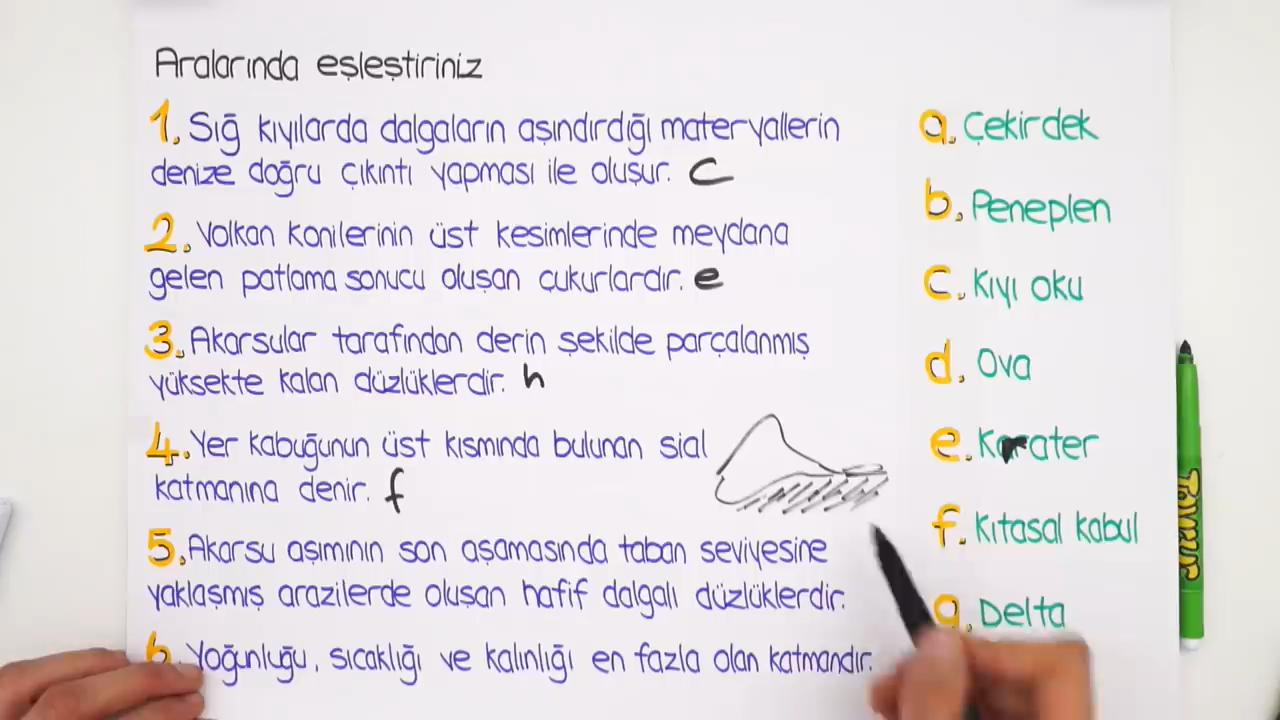 Aralarında eşleştiriniz
1. Sığ kıyılarda dalgaların aşındırdığı materyallerin
denize doğru çıkıntı yapması ile oluşur. C
2. Volkan konilerinin üst kesimlerinde meydana
gelen patlama sonucu oluşan çukurlardır. e
3. Akarsular tarafından derin şekilde parçalanmış
yüksekte kalan düzlüklerdir. h
4. Yer kabuğunun üst kısmında bulunan sial
katmanına denir. f
5. Akarsu aşımının son aşamasında taban seviyesine
yaklaşmış arazilerde oluşan hafif dalgalı düzlüklerdir.
6. Yoğunluğu, sıcaklığı ve kalınlığı en fazla olan katmandır.
a. Çekirdek
b. Peneplen
c. Kıyı oku
d. Ova
e. Krater
f. Kıtasal kabul
g. Delta